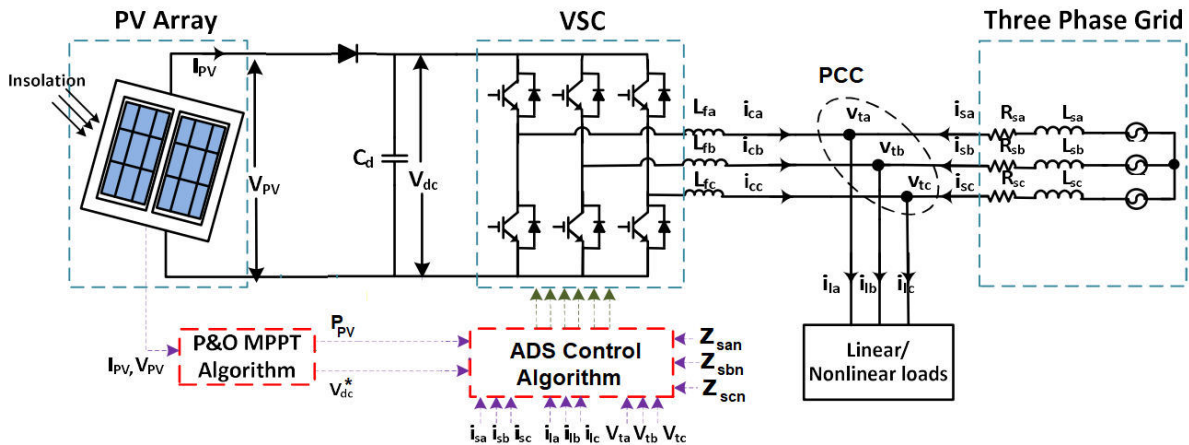 PV Array
VSC
Three Phase Grid
Insolation
IPV
VPV
Cd
Vdc
Lfa
ica
Lfb
icb
Lfc
icc
PCC
vta
vtb
vtc
isa
Rsa
Lsa
isb
Rsb
Lsb
isc
Rsc
Lsc
ila
ilb
ilc
Linear/
Nonlinear loads
IPV, VPV
P&O MPPT
Algorithm
PPV
Vdc*
ADS Control
Algorithm
Zsan
Zsbn
Zscn
isa isb isc ila ilb ilc Vta Vtb Vtc